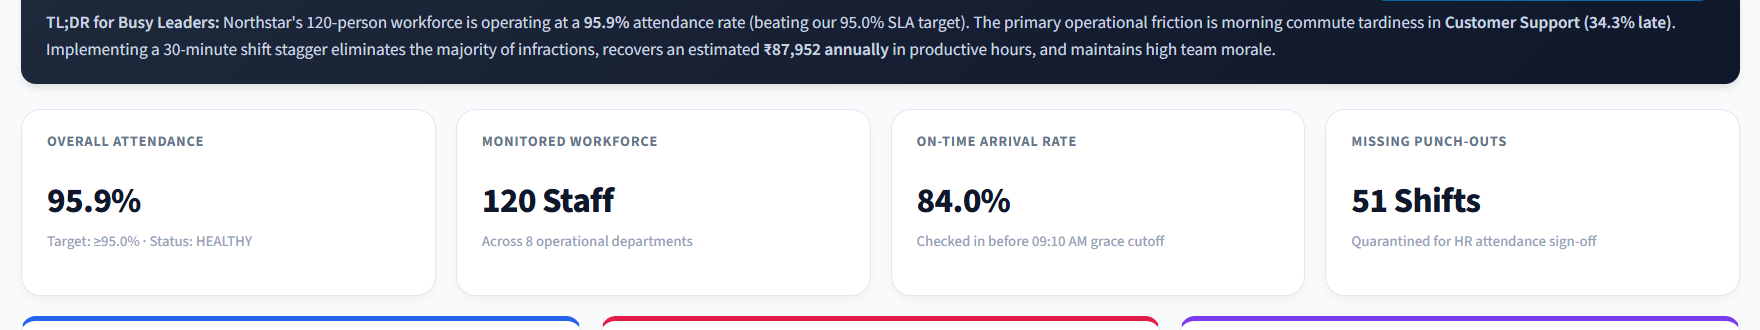 TL;DR for Busy Leaders: Northstar's 120-person workforce is operating at a 95.9% attendance rate (beating our 95.0% SLA target). The primary operational friction is morning commute tardiness in Customer Support (34.3% late).
Implementing a 30-minute shift stagger eliminates the majority of infractions, recovers an estimated ₹87,952 annually in productive hours, and maintains high team morale.
OVERALL ATTENDANCE
95.9%
Target: ≥95.0% · Status: HEALTHY
MONITORED WORKFORCE
120 Staff
Across 8 operational departments
ON-TIME ARRIVAL RATE
84.0%
Checked in before 09:10 AM grace cutoff
MISSING PUNCH-OUTS
51 Shifts
Quarantined for HR attendance sign-off